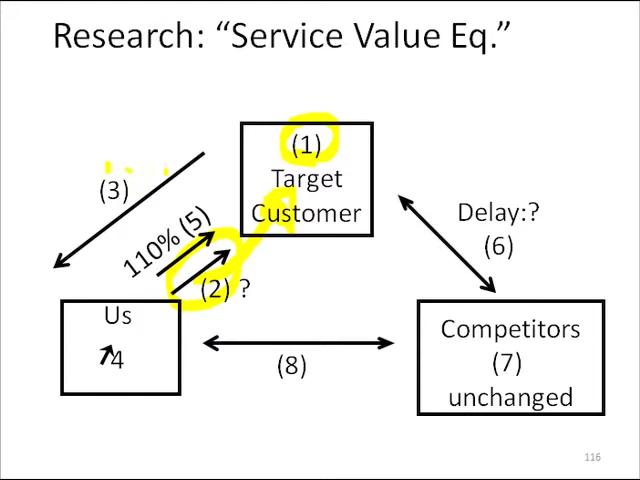 Research: “Service Value Eq.”
(1)
Target
Customer
(3)
110% (5)
(2) ?
Delay:?
(6)
Us
4
(8)
Competitors
(7)
unchanged
116